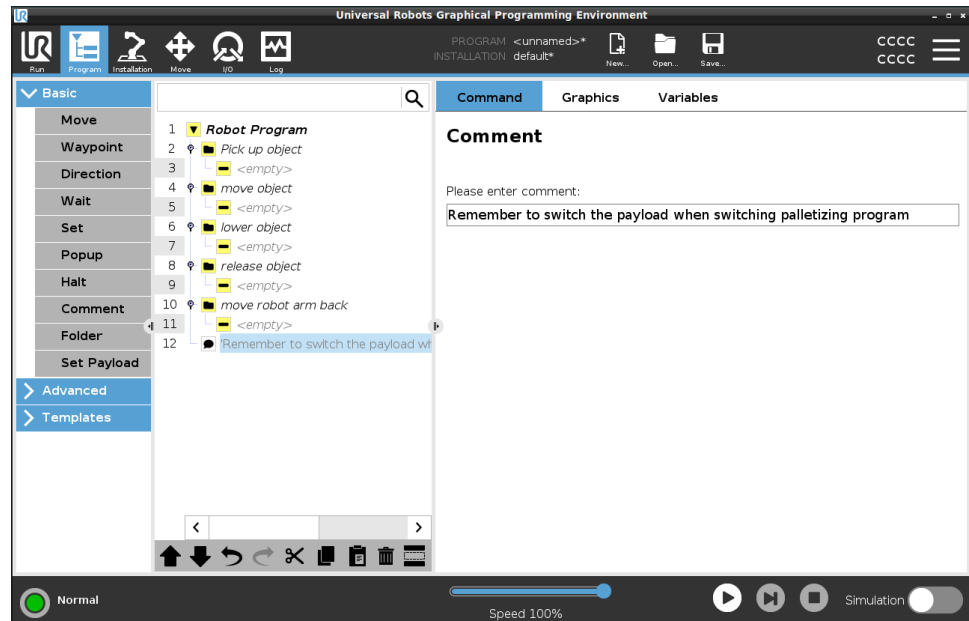 Universal Robots Graphical Programming Environment
PROGRAM <unnamed>*
INSTALLATION default*
UR
Run
Program
Installation
Move
I/O
Log
New...
Open...
Save...
CCCC
CCCC
Basic
Move
Waypoint
Direction
Wait
Set
Popup
Halt
Comment
Folder
Set Payload
Advanced
Templates
1 Robot Program
2 Pick up object
3 <empty>
4 move object
5 <empty>
6 lower object
7 <empty>
8 release object
9 <empty>
10 move robot arm back
11 <empty>
12 'Remember to switch the payload wh
Command Graphics Variables
Comment
Please enter comment:
Remember to switch the payload when switching palletizing program
Normal
Speed 100%
Simulation